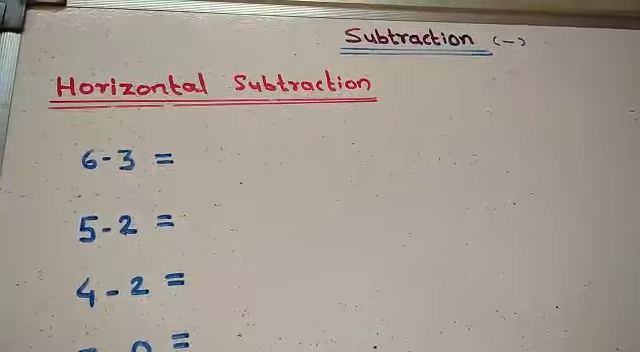 Subtraction (-)
Horizontal Subtraction
6-3 =
5-2 =
4-2 =